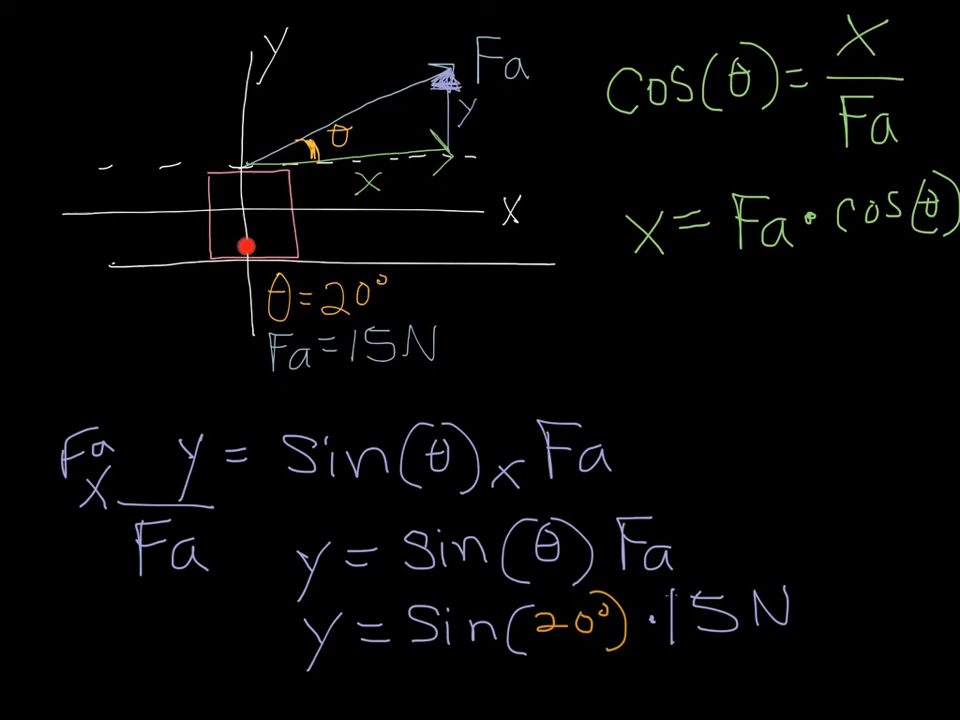 y
Fa
θ
y
x
x
θ = 20°
Fa = 15N
cos(θ) = x / Fa
x = Fa · cos(θ)
Fa x y / Fa = Sin(θ) x Fa
y = Sin(θ) Fa
y = Sin(20°) · 15N